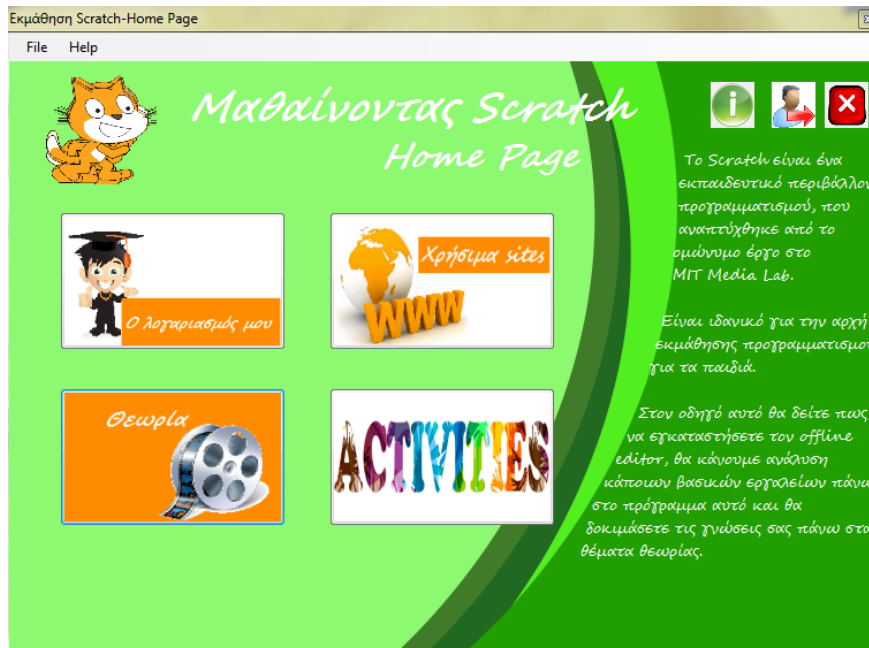 Εκμάθηση Scratch-Home Page
File Help
Μαθαίνοντας Scratch
Home Page
i
Το Scratch είναι ένα
εκπαιδευτικό περιβάλλον
προγραμματισμού, που
αναπτύχθηκε από το
ομώνυμο έργο στο
MIT Media Lab.
Είναι ιδανικό για την αρχή
εκμάθησης προγραμματισμού
για τα παιδιά.
Στον οδηγό αυτό θα δείτε πως
να εγκαταστήσετε τον offline
editor, θα κάνουμε ανάλυση
κάποιων βασικών εργαλείων πάνω
στο πρόγραμμα αυτό και θα
δοκιμάσετε τις γνώσεις σας πάνω στα
θέματα θεωρίας.
Ο λογαριασμός μου
Χρήσιμα sites
WWW
Θεωρία
ACTIVITIES